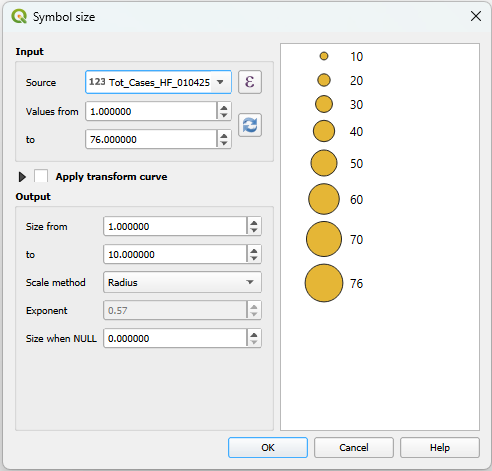 Symbol size
Input
Source 123 Tot_Cases_HF_010425 ε
Values from 1.000000
to 76.000000
Apply transform curve
Output
Size from 1.000000
to 10.000000
Scale method Radius
Exponent 0.57
Size when NULL 0.000000
10
20
30
40
50
60
70
76
OK Cancel Help